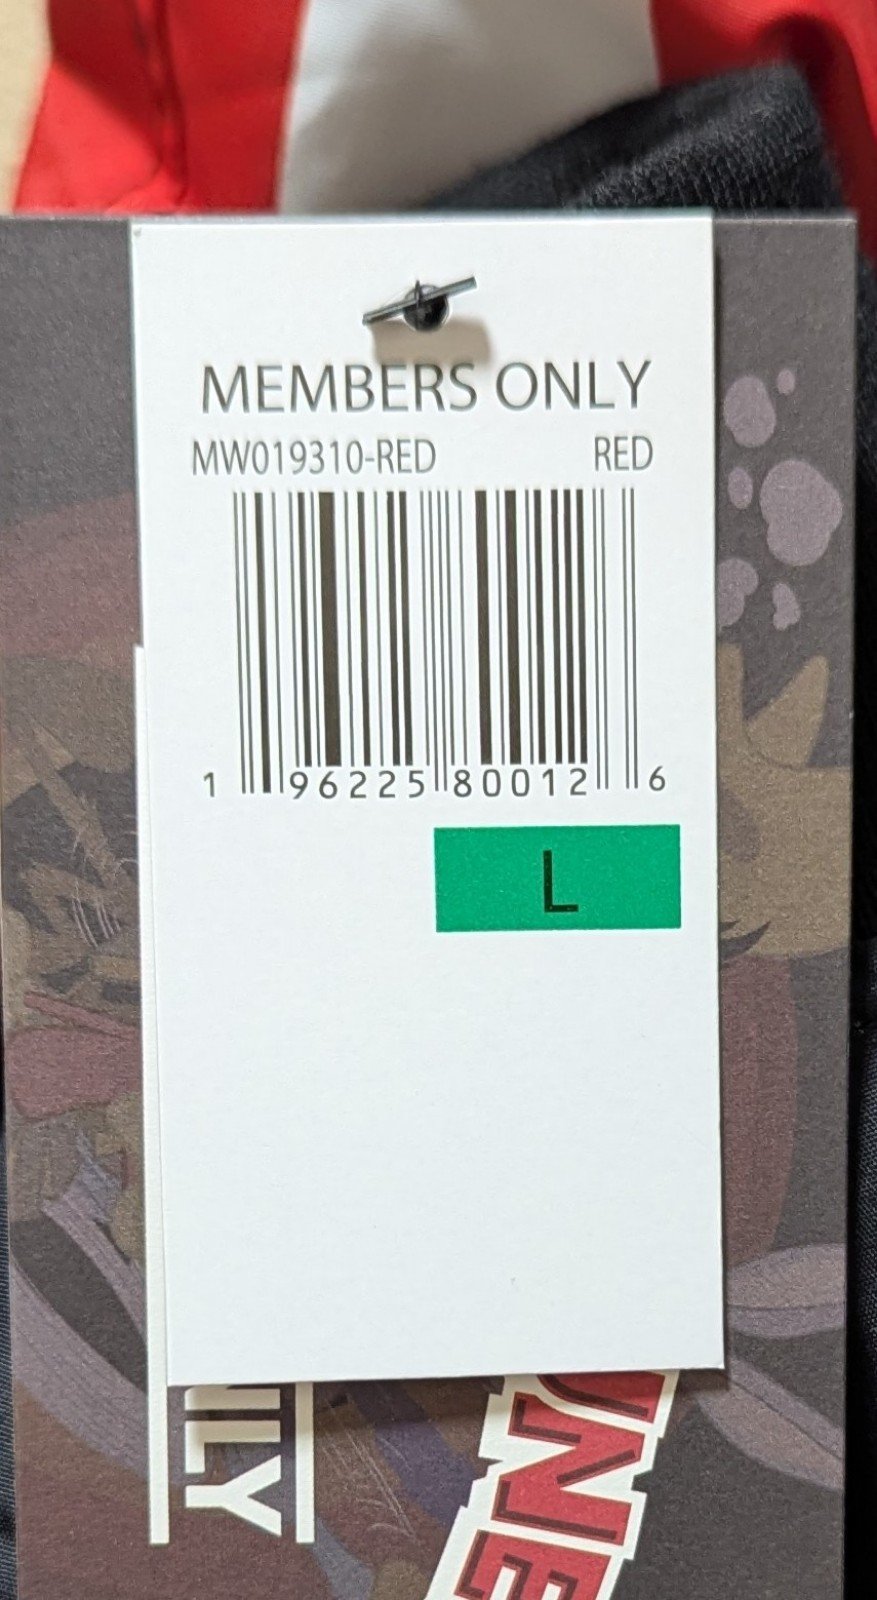 MEMBERS ONLY
MW019310-RED RED
1 96225 80012 6
L